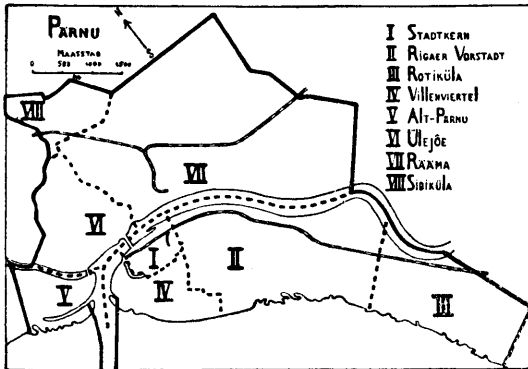 PÄRNU
MAASSTAB
0 500 1000 1500
N
S
I STADTKERN
II RIGAER VORSTADT
III ROTIKÜLA
IV VILLENVIERTEL
V ALT-PÄRNU
VI ÜLEJÕE
VII RÄÄMA
VIII SIBIKÜLA
VIII
VII
VI
I
II
V
IV
III